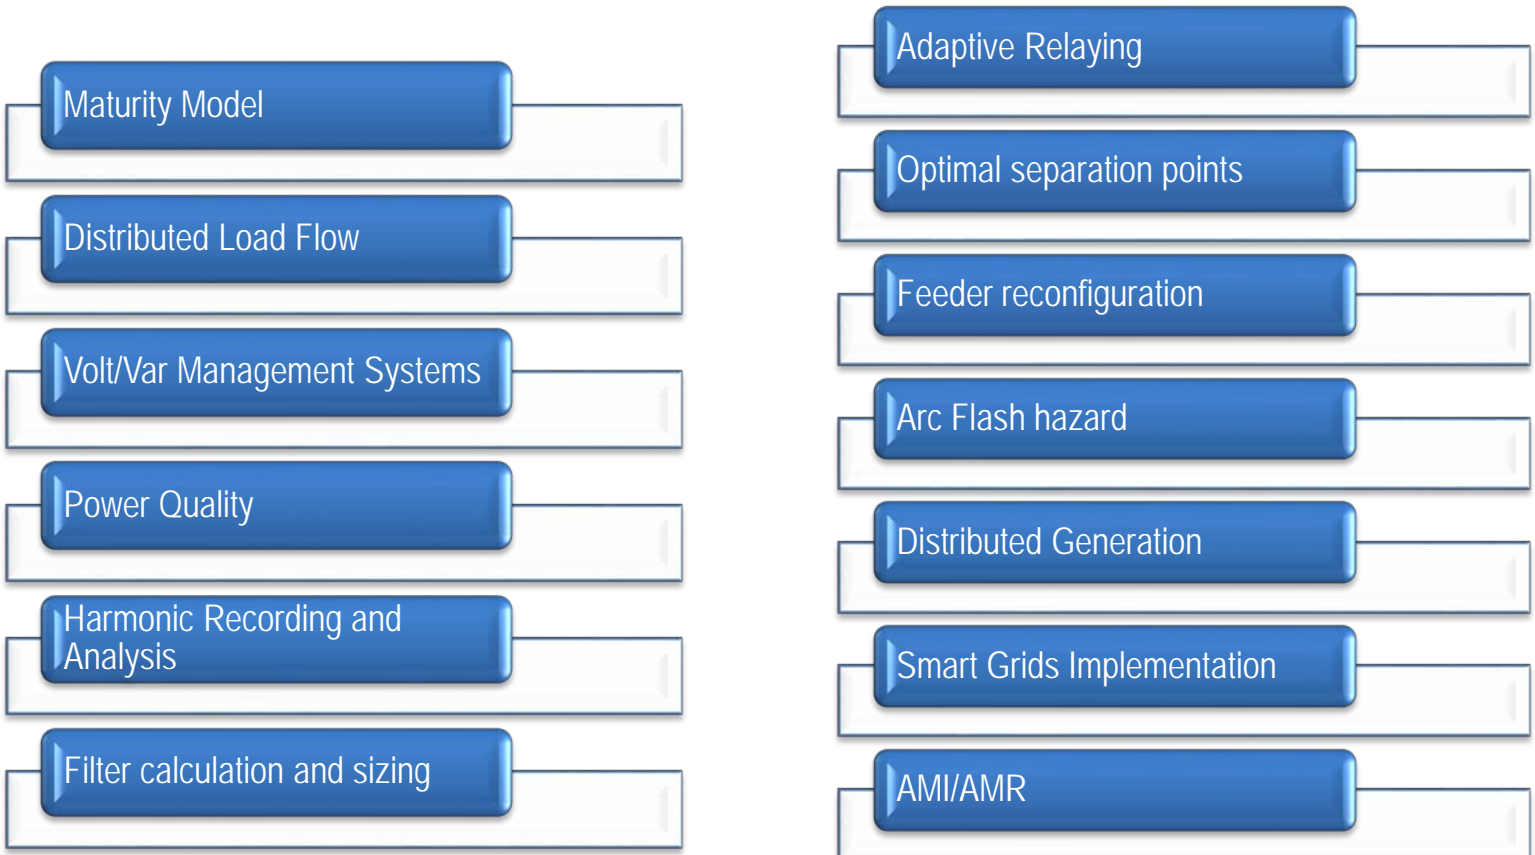 Maturity Model
Distributed Load Flow
Volt/Var Management Systems
Power Quality
Harmonic Recording and
Analysis
Filter calculation and sizing
Adaptive Relaying
Optimal separation points
Feeder reconfiguration
Arc Flash hazard
Distributed Generation
Smart Grids Implementation
AMI/AMR